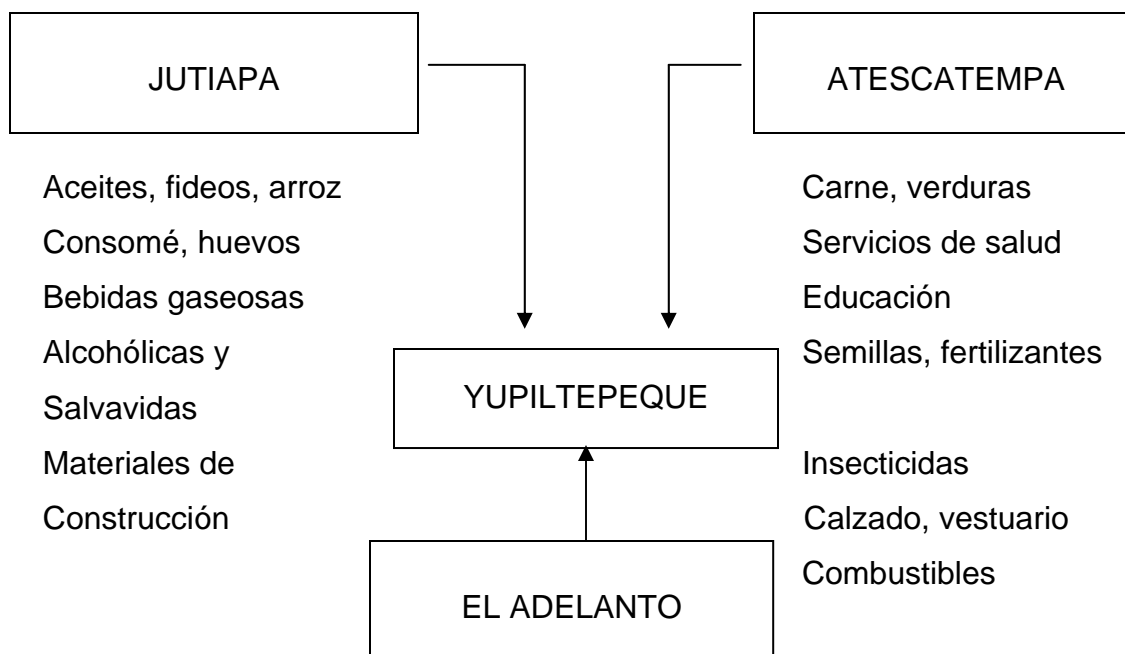 JUTIAPA
ATESCATEMPA
Aceites, fideos, arroz
Consomé, huevos
Bebidas gaseosas
Alcohólicas y
Salvavidas
Materiales de
Construcción
Carne, verduras
Servicios de salud
Educación
Semillas, fertilizantes
Insecticidas
Calzado, vestuario
Combustibles
YUPILTEPEQUE
EL ADELANTO